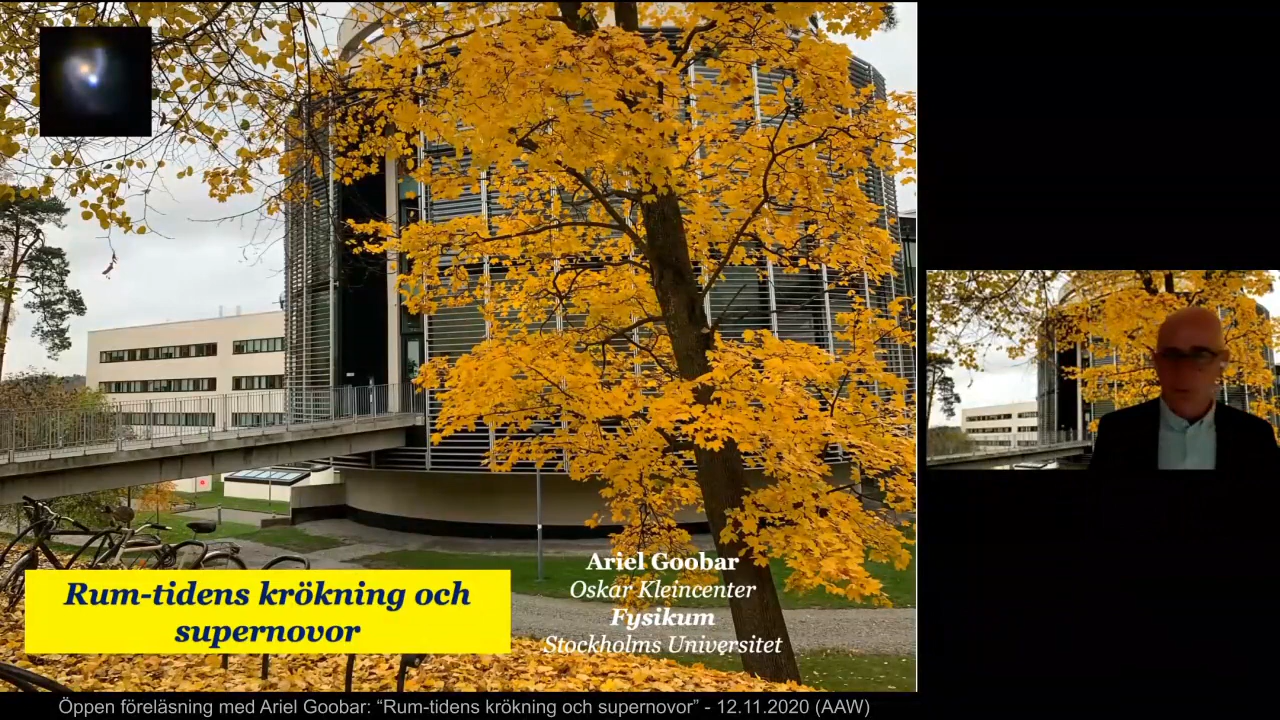 Rum-tidens krökning och
supernovor
Ariel Goobar
Oskar Kleincenter
Fysikum
Stockholms Universitet
Öppen föreläsning med Ariel Goobar: “Rum-tidens krökning och supernovor” - 12.11.2020 (AAW)